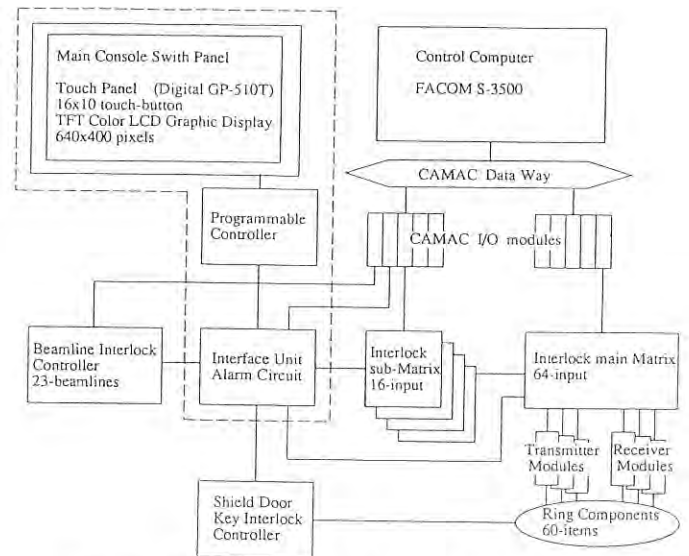 Main Console Swith Panel
Touch Panel (Digital GP-510T)
16x10 touch-button
TFT Color LCD Graphic Display
640x400 pixels
Control Computer
FACOM S-3500
CAMAC Data Way
Programmable
Controller
CAMAC I/O modules
Beamline Interlock
Controller
23-beamlines
Interface Unit
Alarm Circuit
Interlock
sub-Matrix
16-input
Interlock main Matrix
64-input
Transmitter
Modules
Receiver
Modules
Shield Door
Key Interlock
Controller
Ring Components
60-items